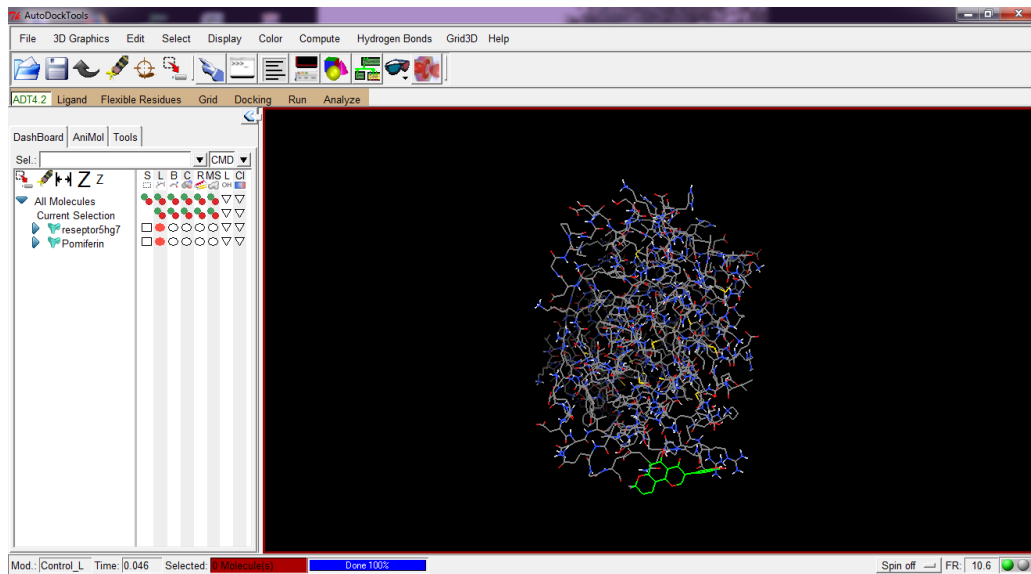 AutoDockTools
File 3D Graphics Edit Select Display Color Compute Hydrogen Bonds Grid3D Help
ADT4.2 Ligand Flexible Residues Grid Docking Run Analyze
DashBoard AniMol Tools
Sel.: CMD
Z Z S L B C R MS L Cl
OH
All Molecules
Current Selection
reseptor5hg7
Pomiferin
Mod.: Control_L Time: 0.046 Selected: 0 Molecule(s) Done 100% Spin off FR: 10.6